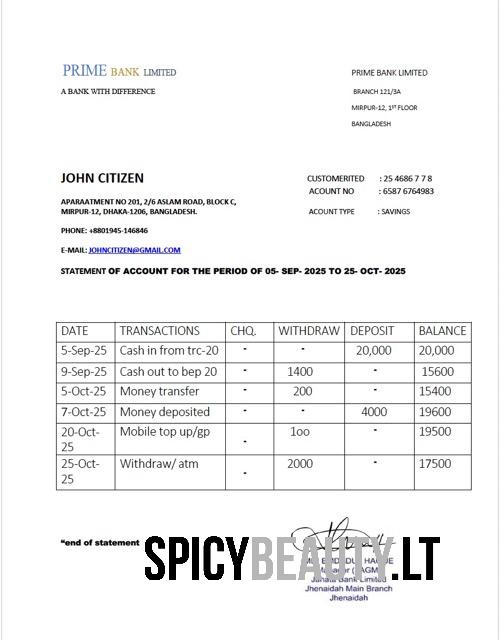 PRIME BANK LIMITED
A BANK WITH DIFFERENCE
PRIME BANK LIMITED
BRANCH 121/3A
MIRPUR-12, 1ST FLOOR
BANGLADESH
JOHN CITIZEN
APARAATMENT NO 201, 2/6 ASLAM ROAD, BLOCK C,
MIRPUR-12, DHAKA-1206, BANGLADESH.
PHONE: +8801945-146846
E-MAIL: JOHNCITIZEN@GMAIL.COM
CUSTOMERITED : 25 4686 7 7 8
ACOUNT NO : 6587 6764983
ACOUNT TYPE : SAVINGS
STATEMENT OF ACCOUNT FOR THE PERIOD OF 05- SEP- 2025 TO 25- OCT- 2025
DATE TRANSACTIONS CHQ. WITHDRAW DEPOSIT BALANCE
5-Sep-25 Cash in from trc-20 - - 20,000 20,000
9-Sep-25 Cash out to bep 20 - 1400 - 15600
5-Oct-25 Money transfer - 200 - 15400
7-Oct-25 Money deposited - - 4000 19600
20-Oct-25 Mobile top up/gp - 1oo - 19500
25-Oct-25 Withdraw/ atm - 2000 - 17500
*end of statement
SPICYBEAUTY.LT
Janata Bank Limited
Jhenaidah Main Branch
Jhenaidah